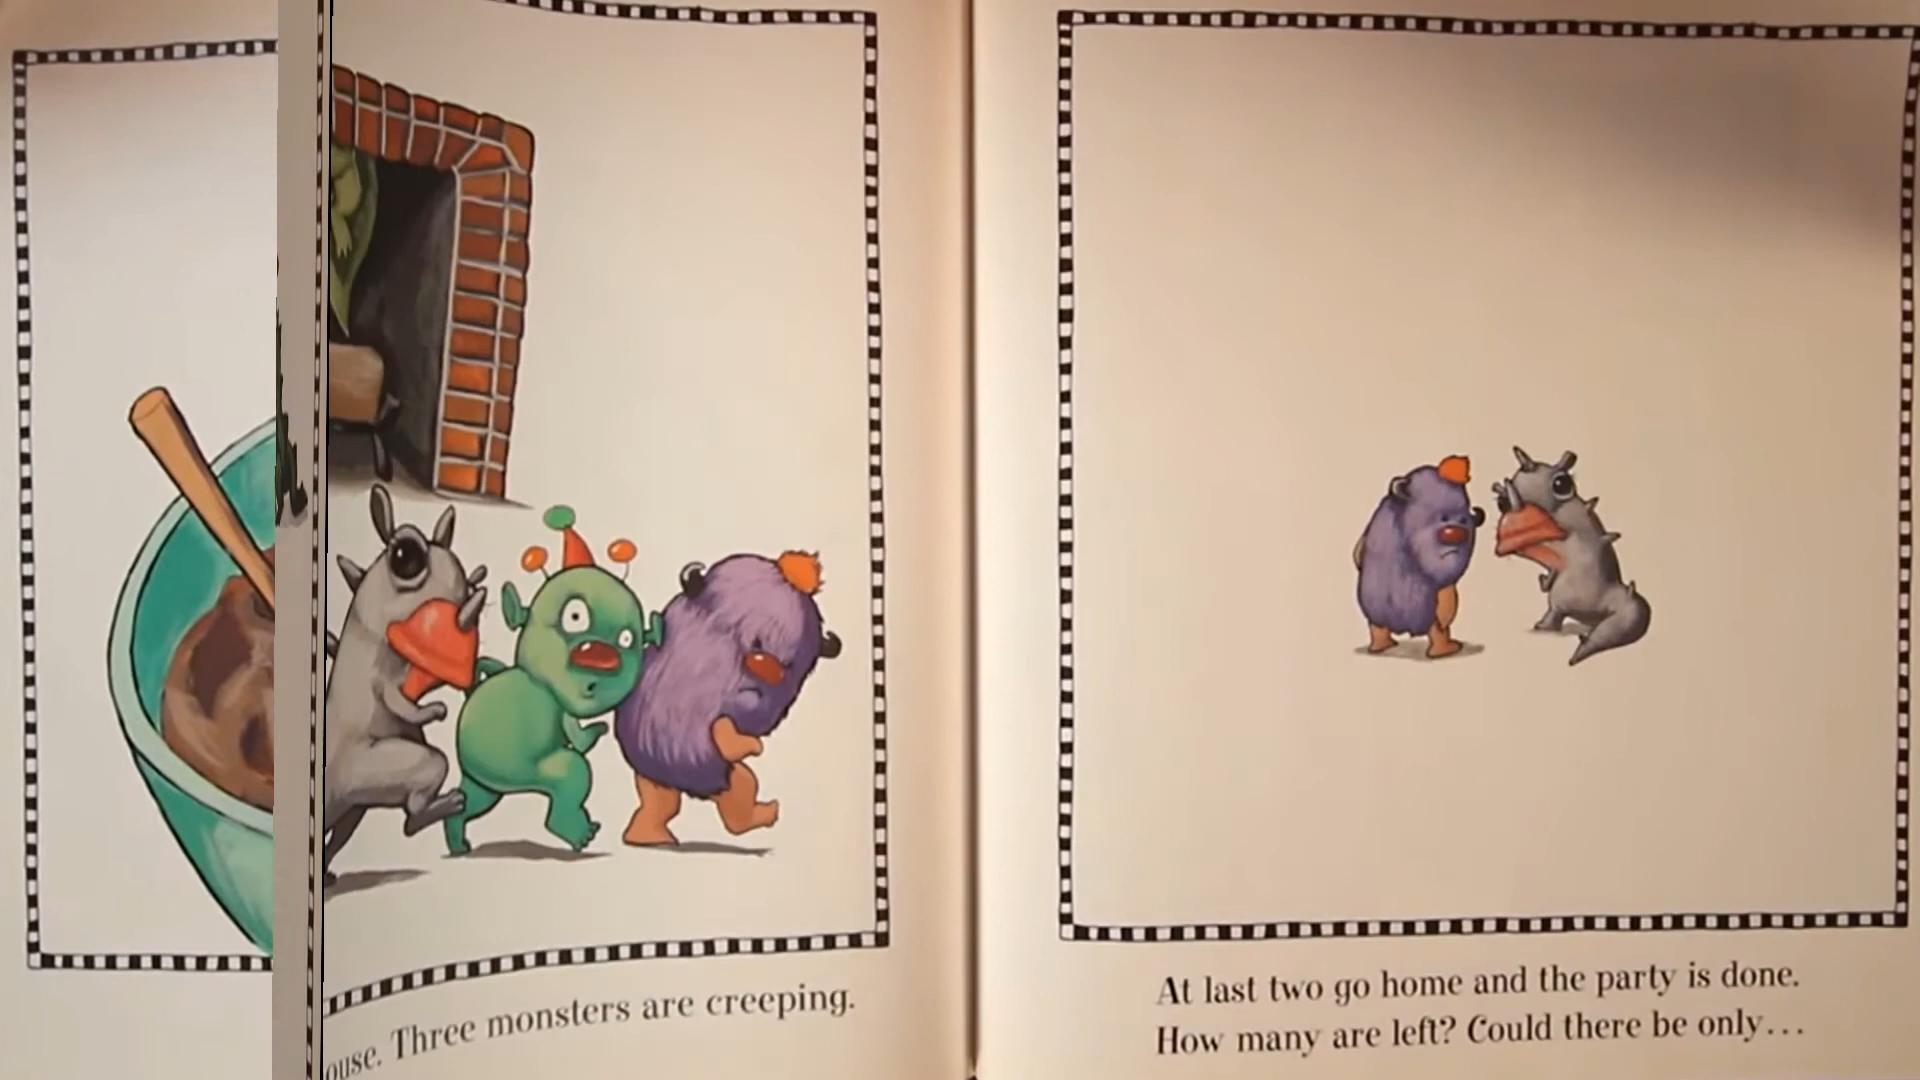 ouse. Three monsters are creeping.
At last two go home and the party is done.
How many are left? Could there be only...